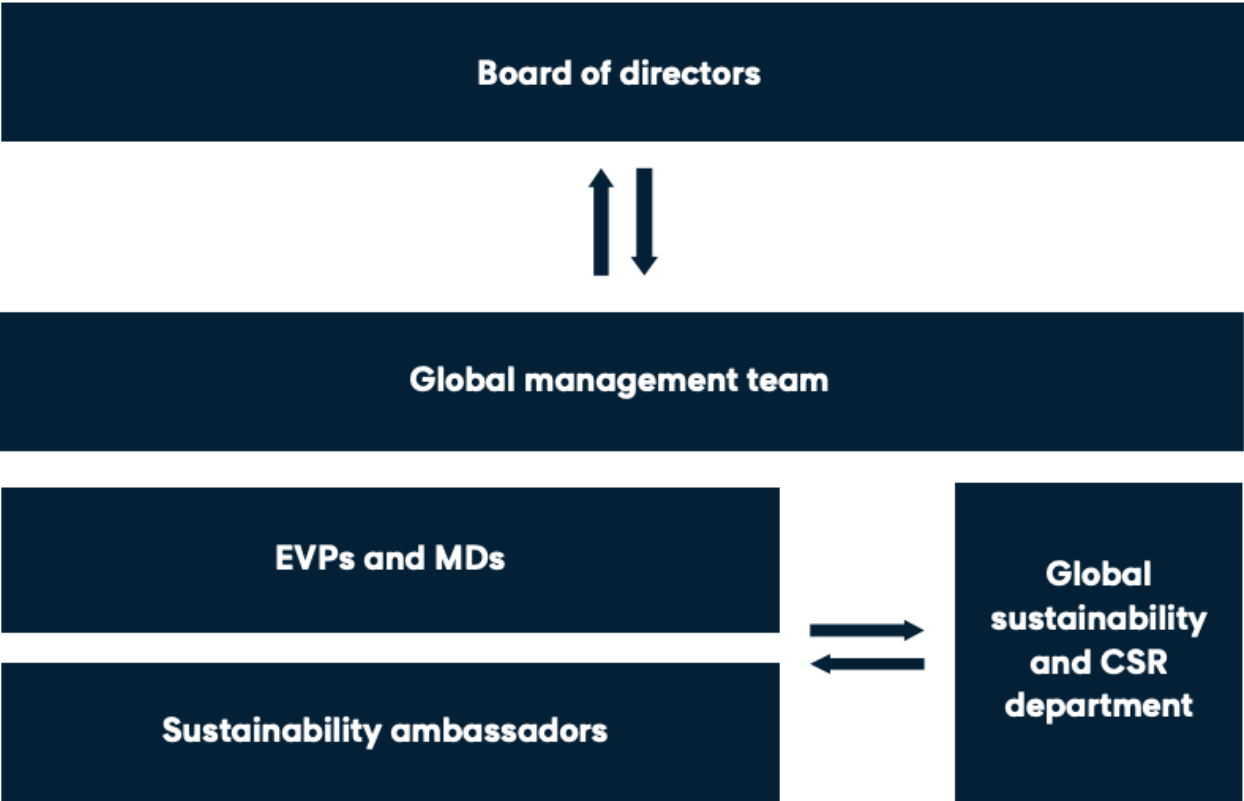 Board of directors
Global management team
EVPs and MDs
Sustainability ambassadors
Global
sustainability
and CSR
department